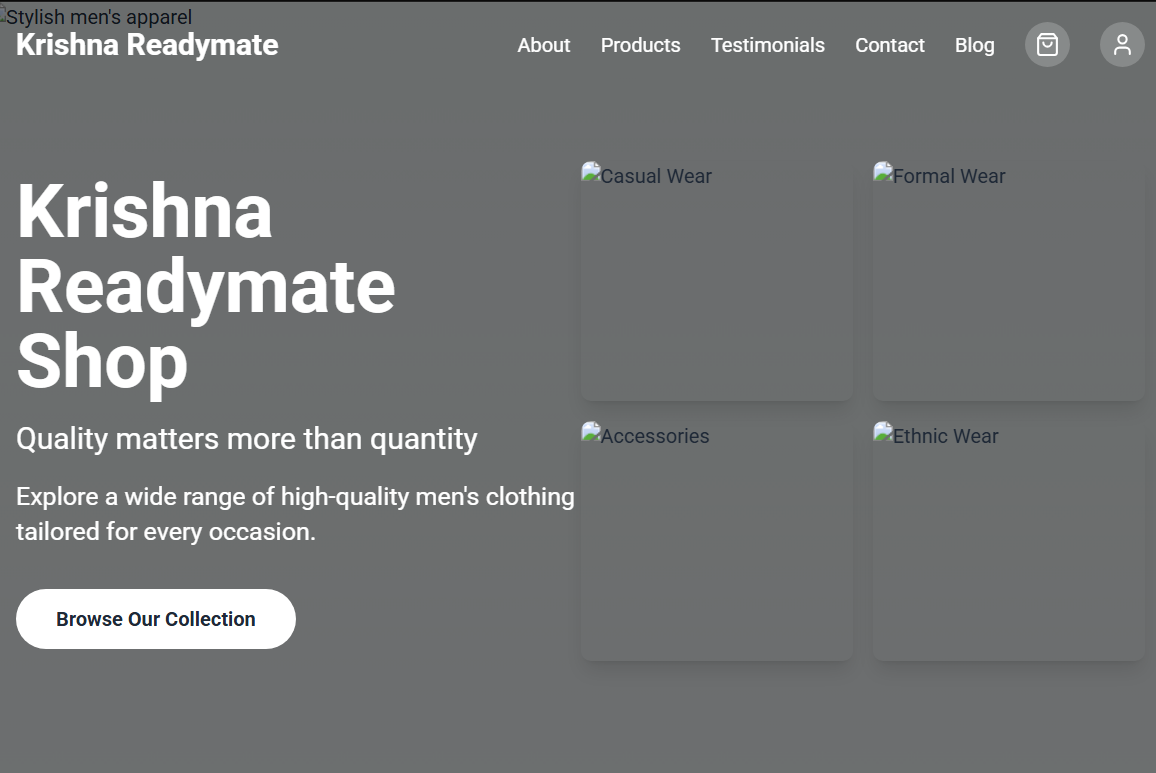 Stylish men's apparel
Krishna Readymate
About
Products
Testimonials
Contact
Blog
Krishna
Readymate
Shop
Quality matters more than quantity
Explore a wide range of high-quality men's clothing
tailored for every occasion.
Browse Our Collection
Casual Wear
Formal Wear
Accessories
Ethnic Wear